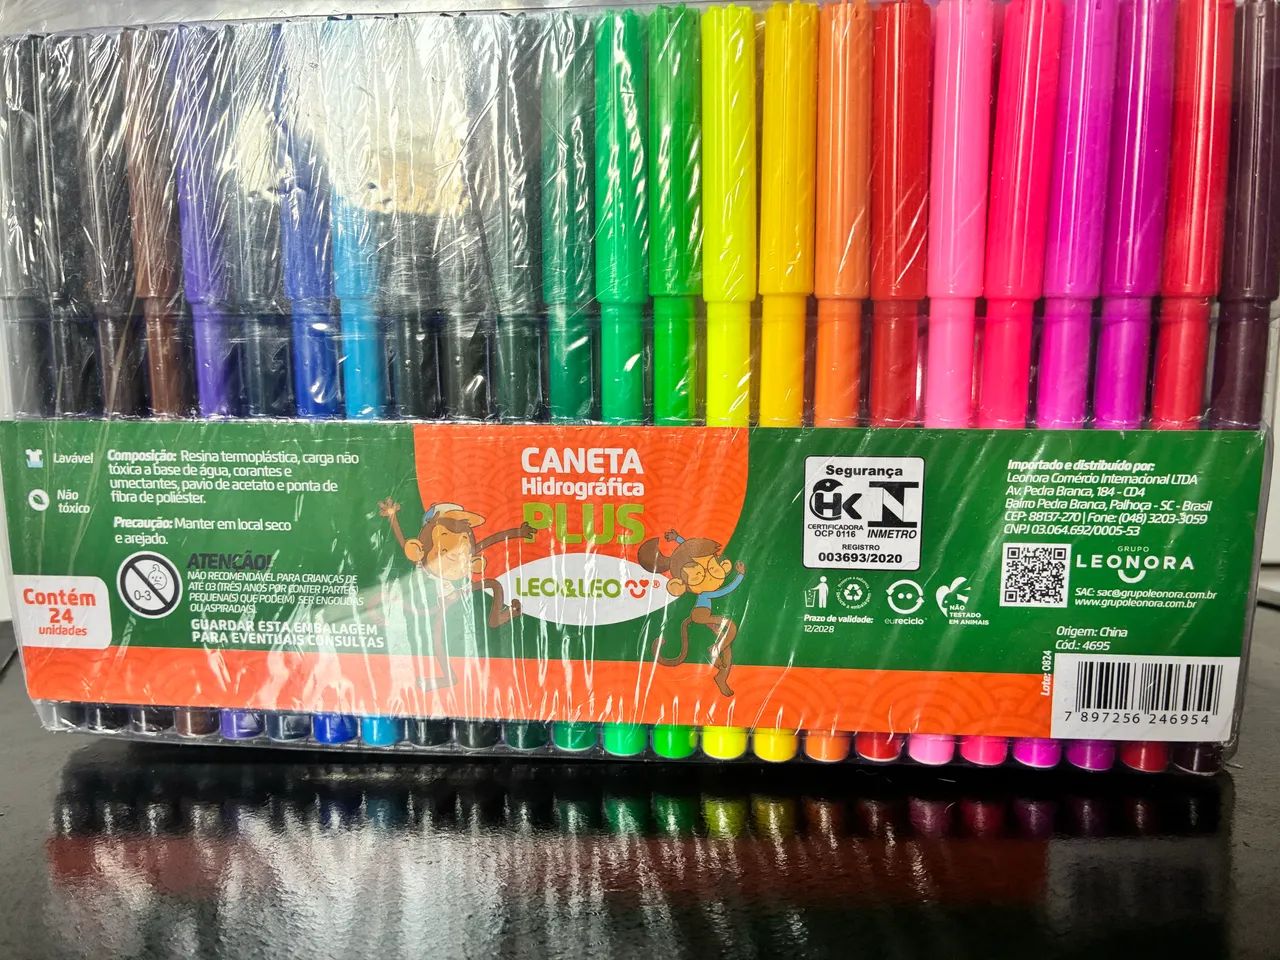 Lavável
Não
tóxico
Composição: Resina termoplástica, carga não
tóxica a base de água, corantes e
umectantes, pavio de acetato e ponta de
fibra de poliéster.
Precaução: Manter em local seco
e arejado.
0-3
ATENÇÃO!
NÃO RECOMENDÁVEL PARA CRIANÇAS DE
ATÉ 03 (TRÊS) ANOS POR CONTER PARTE(S)
PEQUENA(S) QUE PODE(M) SER ENGOLIDAS
OU ASPIRADA(S).
GUARDAR ESTA EMBALAGEM
PARA EVENTUAIS CONSULTAS
Contém
24
unidades
CANETA
Hidrográfica
PLUS
LEO&LEO®
Segurança
CERTIFICADORA
OCP 0116
INMETRO
REGISTRO
003693/2020
Prazo de validade:
12/2028
eureciclo
NÃO
TESTADO
EM ANIMAIS
Importado e distribuído por:
Leonora Comércio Internacional LTDA
Av. Pedra Branca, 184 - CD4
Bairro Pedra Branca, Palhoça - SC - Brasil
CEP: 88137-270 | Fone: (048) 3203-3059
CNPJ 03.064.692/0005-53
GRUPO
LEONORA
SAC: sac@grupoleonora.com.br
www.grupoleonora.com.br
Origem: China
Cód.: 4695
Lote: 0824
7 897256 246954